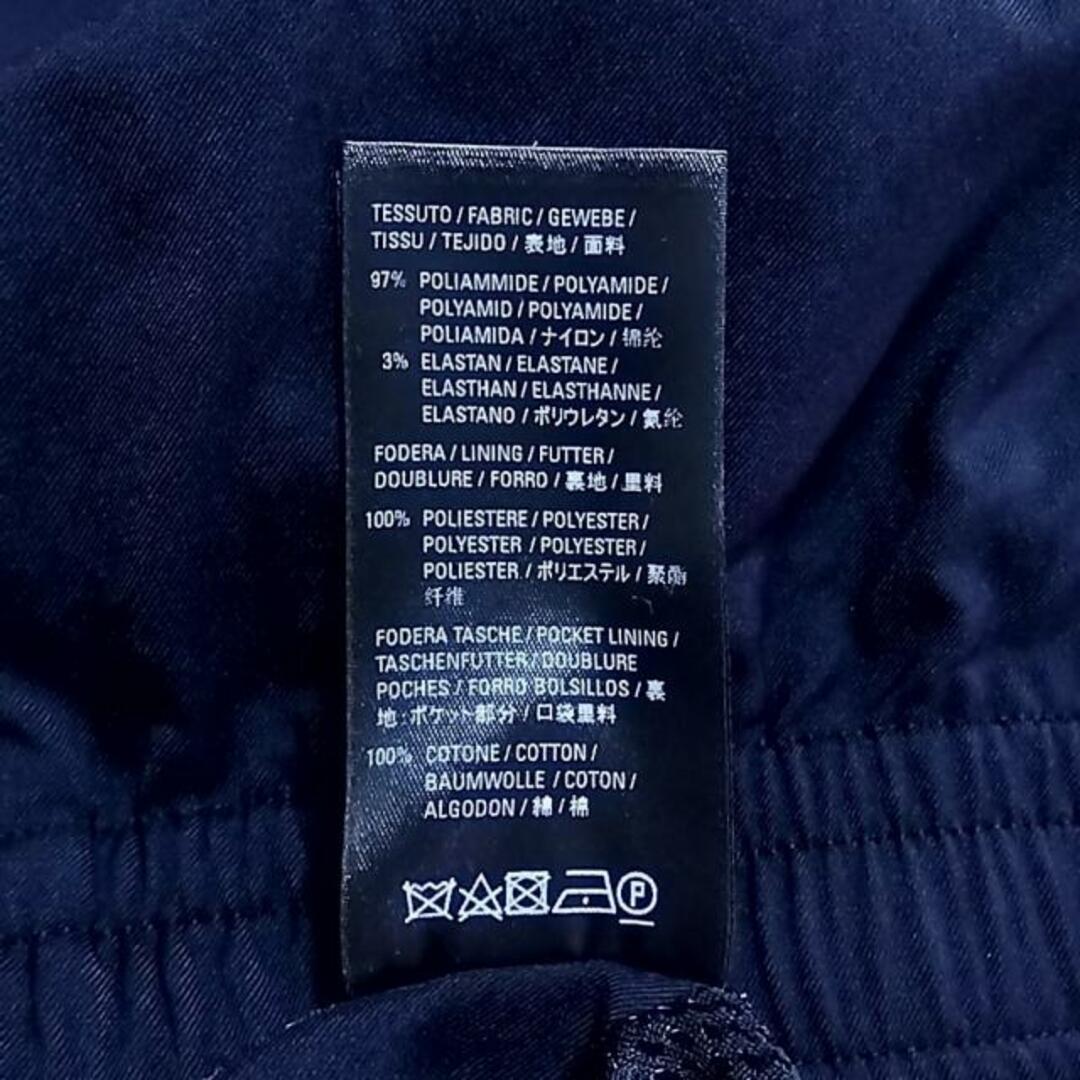 TESSUTO / FABRIC / GEWEBE /
TISSU / TEJIDO / 表地 / 面料
97% POLIAMMIDE / POLYAMIDE /
POLYAMID / POLYAMIDE /
POLIAMIDA / ナイロン / 锦纶
3% ELASTAN / ELASTANE /
ELASTHAN / ELASTHANNE /
ELASTANO / ポリウレタン / 氨纶
FODERA / LINING / FUTTER /
DOUBLURE / FORRO / 裏地 / 里料
100% POLIESTERE / POLYESTER /
POLYESTER / POLYESTER /
POLIESTER / ポリエステル / 聚酯
纤维
FODERA TASCHE / POCKET LINING /
TASCHENFUTTER / DOUBLURE
POCHES / FORRO BOLSILLOS / 裏
地:ポケット部分 / 口袋里料
100% COTONE / COTTON /
BAUMWOLLE / COTON /
ALGODON / 綿 / 棉
P